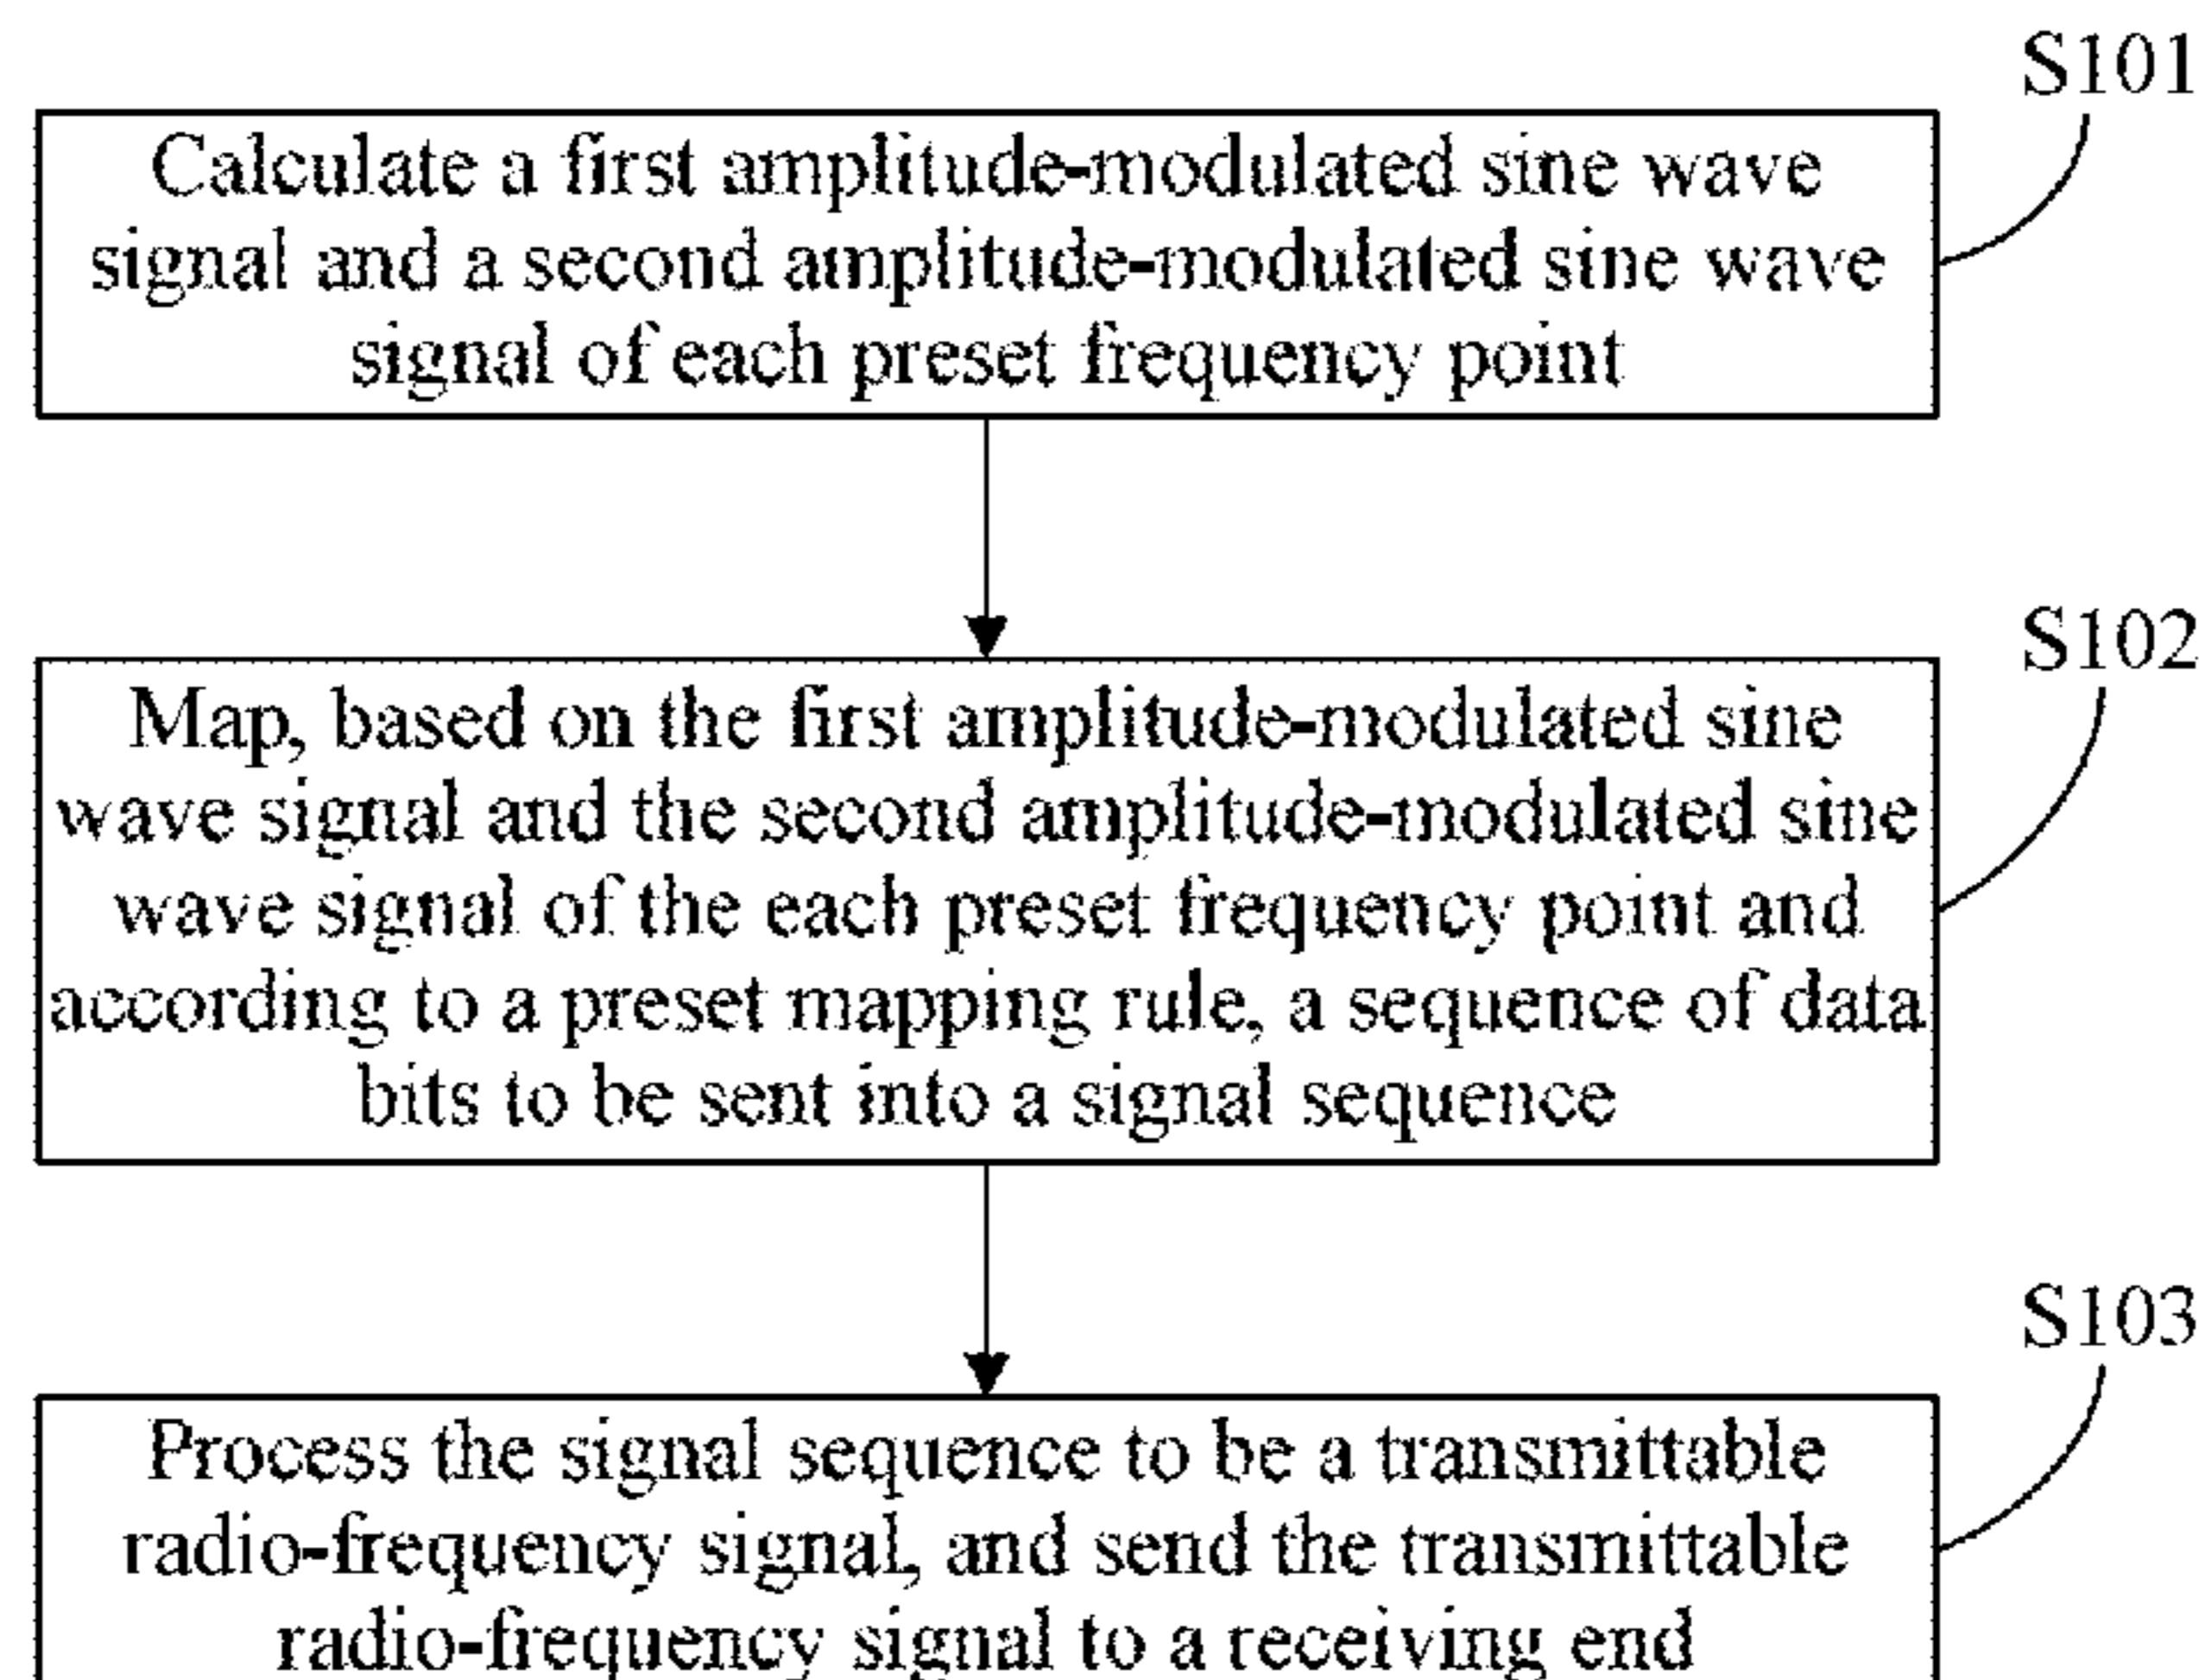 S101
Calculate a first amplitude-modulated sine wave
signal and a second amplitude-modulated sine wave
signal of each preset frequency point
S102
Map, based on the first amplitude-modulated sine
wave signal and the second amplitude-modulated sine
wave signal of the each preset frequency point and
according to a preset mapping rule, a sequence of data
bits to be sent into a signal sequence
S103
Process the signal sequence to be a transmittable
radio-frequency signal, and send the transmittable
radio-frequency signal to a receiving end